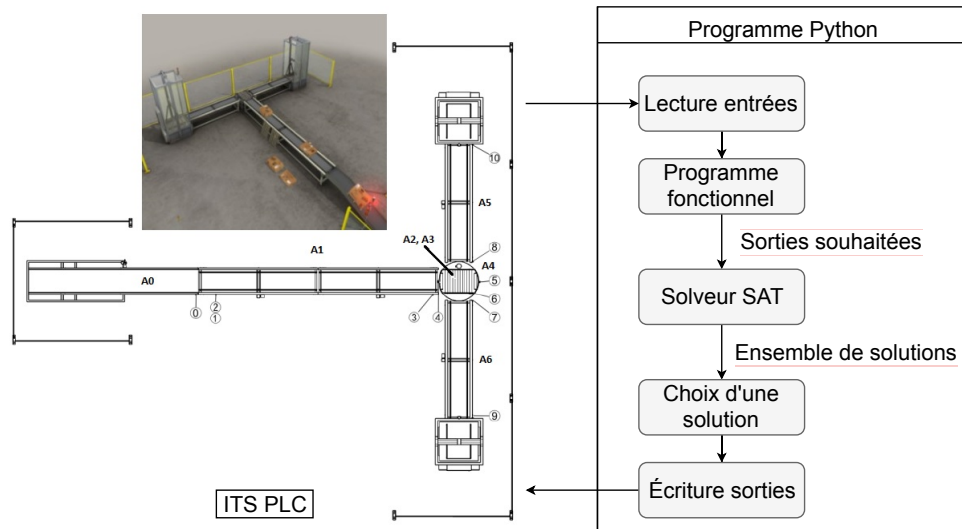 Programme Python
Lecture entrées
Programme
fonctionnel
Sorties souhaitées
Solveur SAT
Ensemble de solutions
Choix d'une
solution
Écriture sorties
10
A5
A2, A3
8
A1
A4
A0
5
6
0
2
1
3
4
7
A6
9
ITS PLC